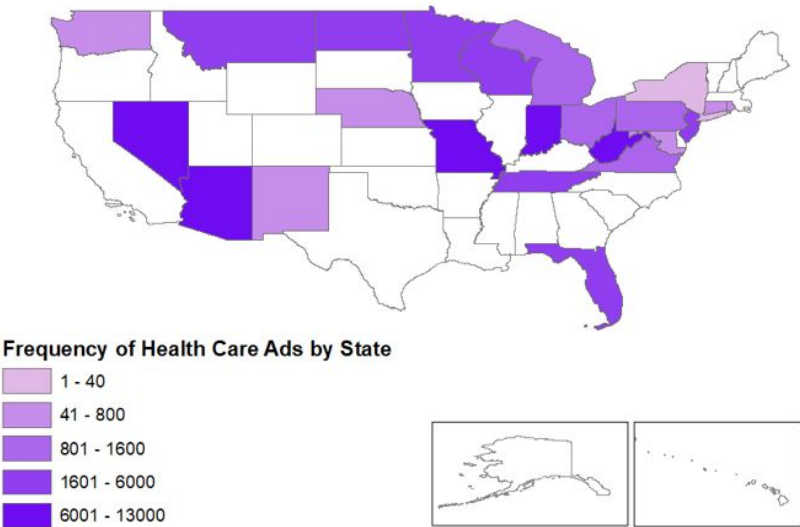 Frequency of Health Care Ads by State
1 - 40
41 - 800
801 - 1600
1601 - 6000
6001 - 13000